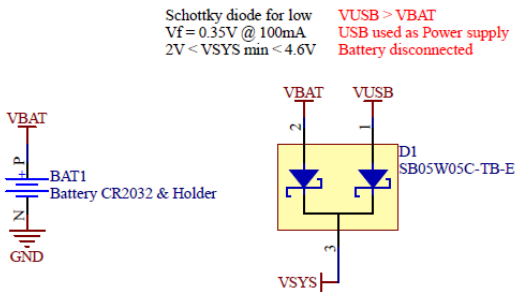 Schottky diode for low
Vf = 0.35V @ 100mA
2V < VSYS min < 4.6V
VUSB > VBAT
USB used as Power supply
Battery disconnected
VBAT
P
+
BAT1
Battery CR2032 & Holder
N
GND
VBAT
VUSB
2
1
D1
SB05W05C-TB-E
3
VSYS